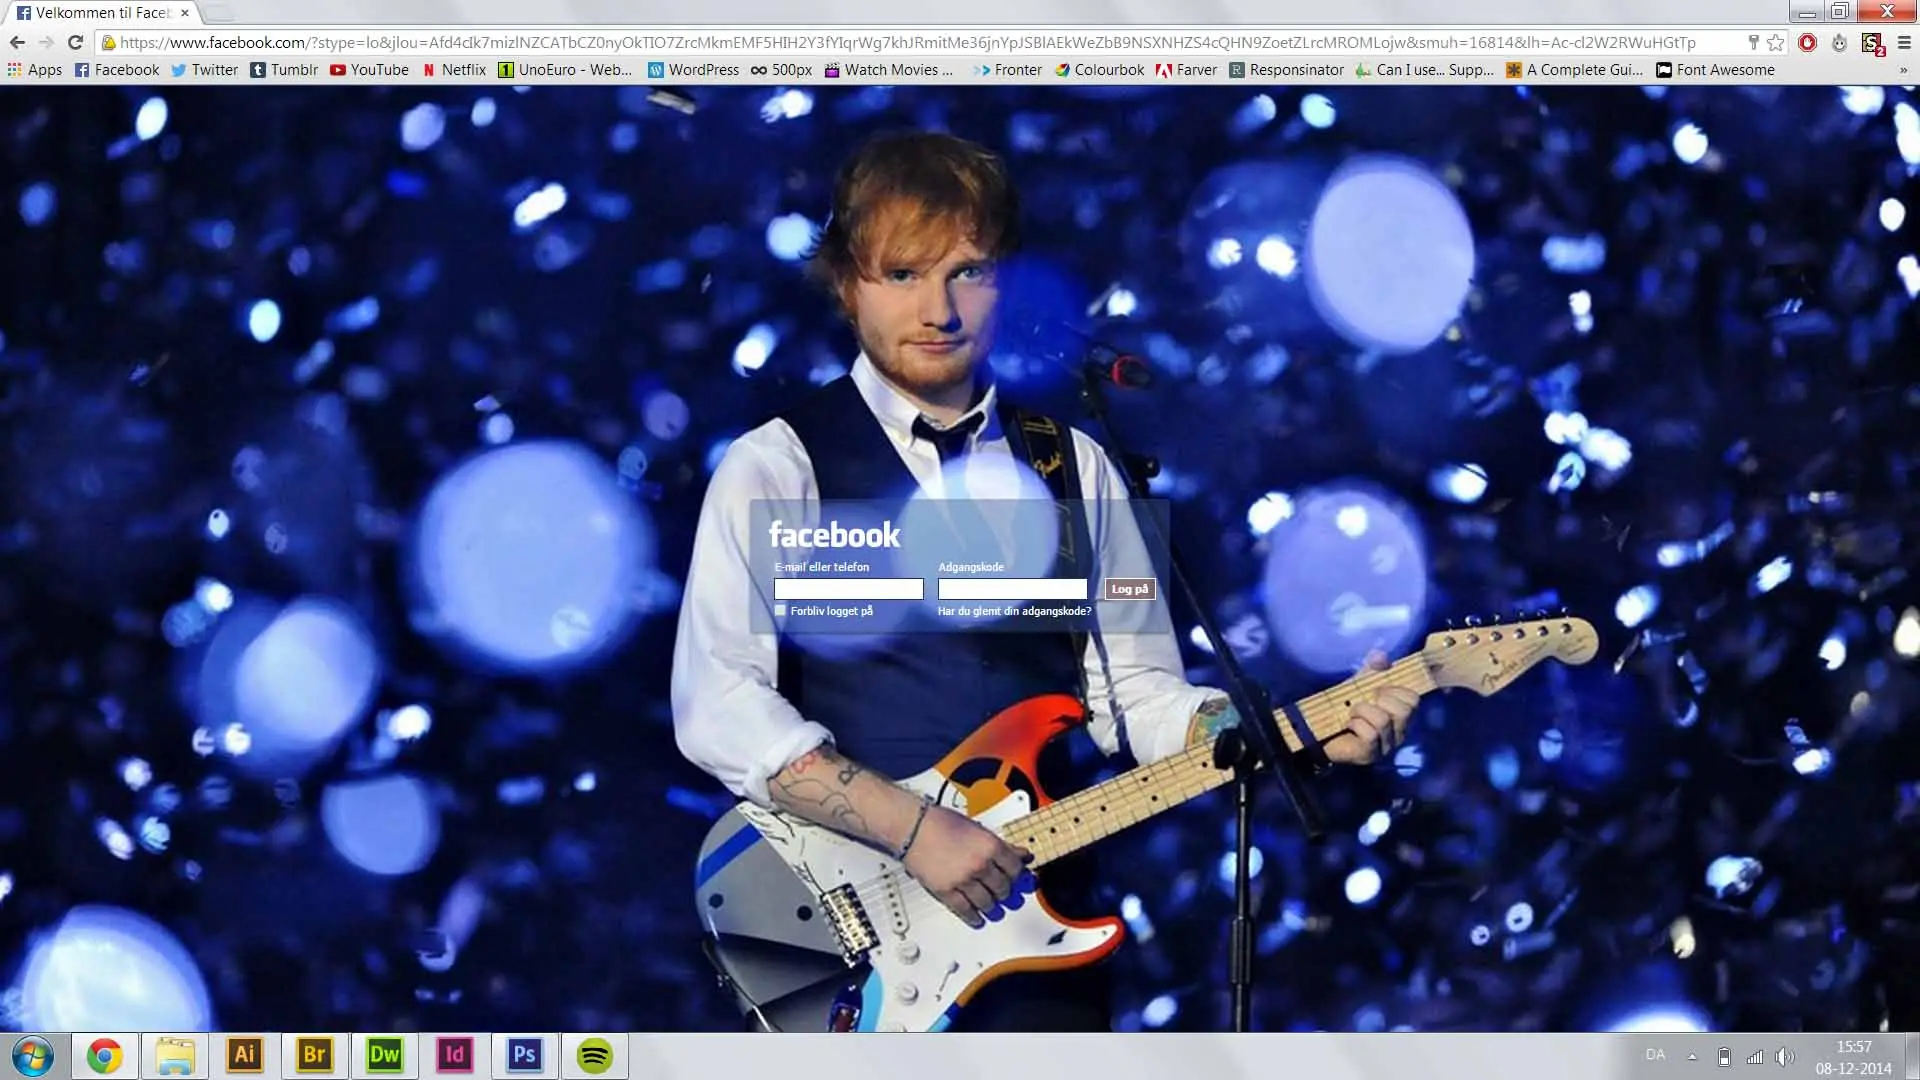 Velkommen til Faceb
https://www.facebook.com/?stype=lo&jlou=Afd4cIk7mizlNZCATbCZ0nyOkTIO7ZrcMkmEMF5HIH2Y3fYIqrWg7khJRmitMe36jnYpJSBlAEkWeZbB9NSXNHZS4cQHN9ZoetZLrcMROMLojw&smuh=16814&lh=Ac-cl2W2RWuHGtTp
Apps Facebook Twitter Tumblr YouTube Netflix UnoEuro - Web... WordPress 500px Watch Movies ... Fronter Colourbok Farver Responsinator Can I use... Supp... A Complete Gui... Font Awesome
Fender
facebook
E-mail eller telefon Adgangskode
Log på
Forbliv logget på Har du glemt din adgangskode?
Fender
Ai Br Dw Id Ps DA 15:57
08-12-2014